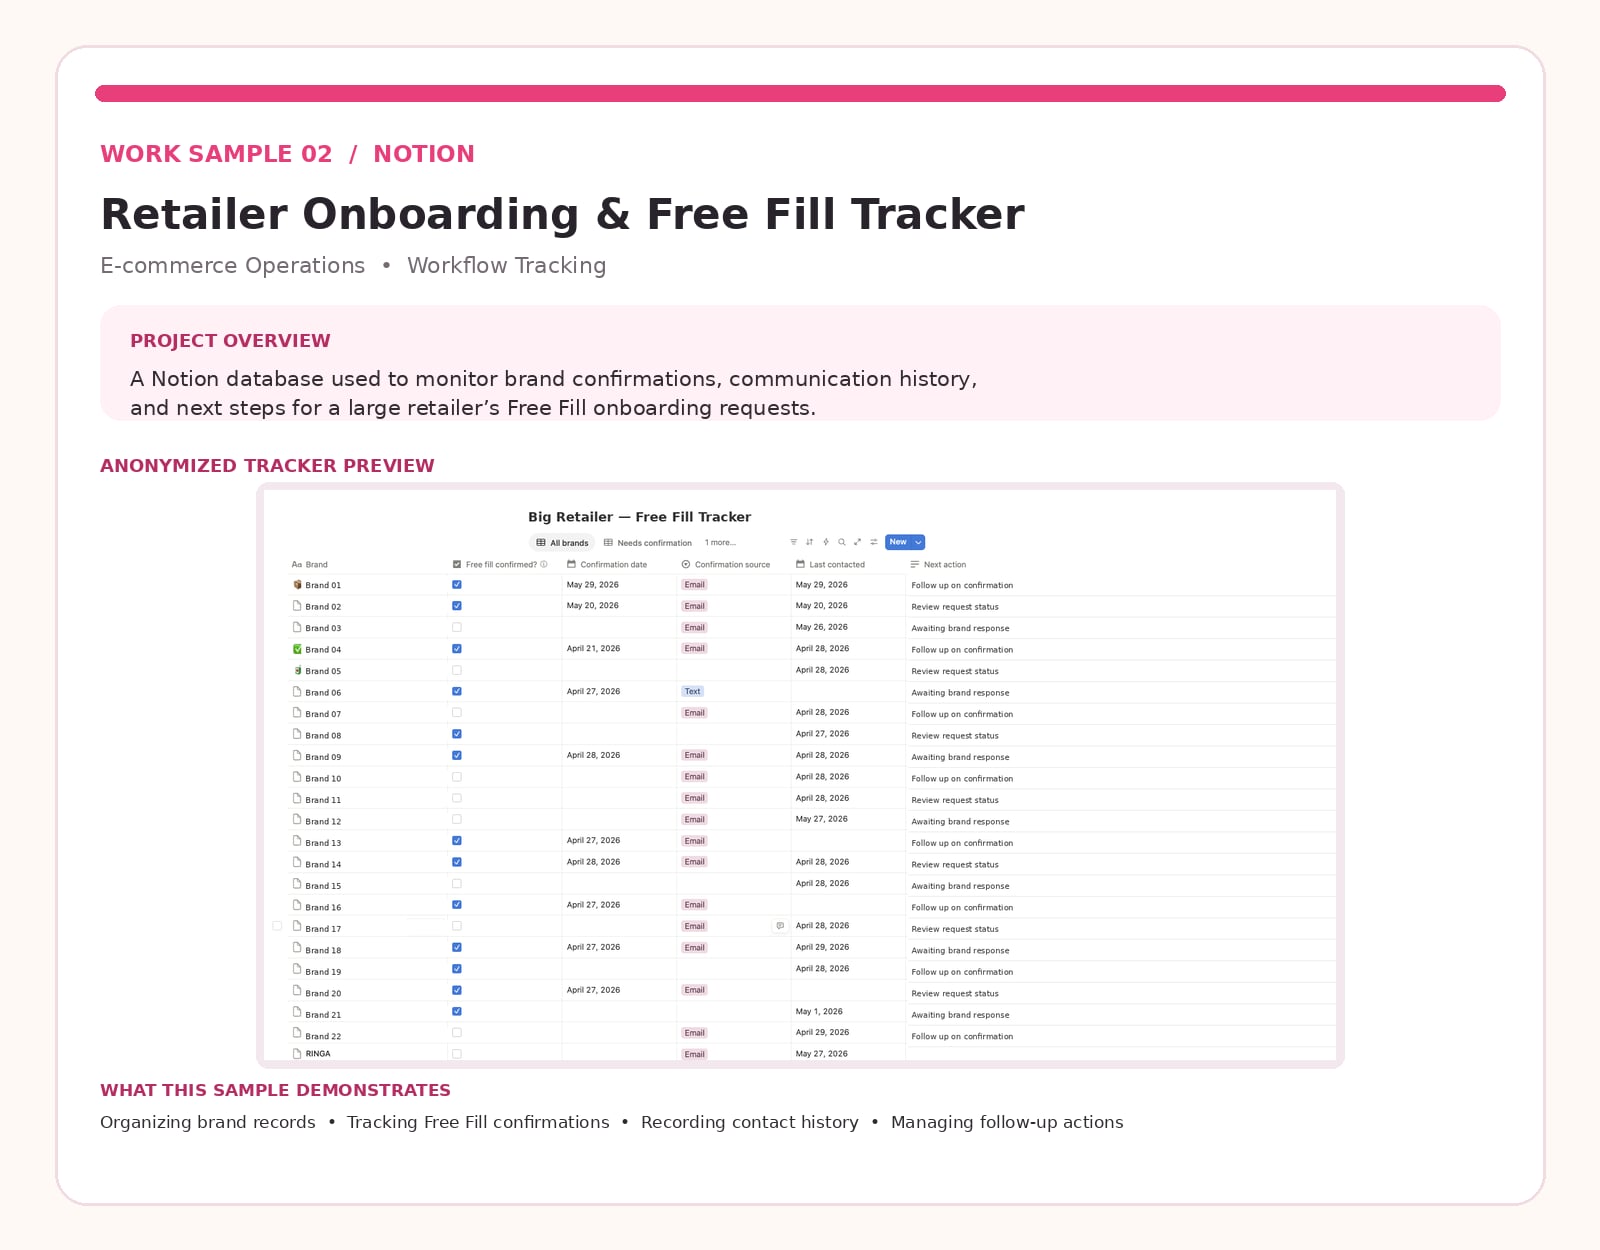 WORK SAMPLE 02 / NOTION
Retailer Onboarding & Free Fill Tracker
E-commerce Operations • Workflow Tracking
PROJECT OVERVIEW
A Notion database used to monitor brand confirmations, communication history,
and next steps for a large retailer’s Free Fill onboarding requests.
ANONYMIZED TRACKER PREVIEW
Big Retailer — Free Fill Tracker
All brands Needs confirmation 1 more... New
Aa Brand Free fill confirmed? Confirmation date Confirmation source Last contacted Next action
Brand 01 May 29, 2026 Email May 29, 2026 Follow up on confirmation
Brand 02 May 20, 2026 Email May 20, 2026 Review request status
Brand 03 Email May 26, 2026 Awaiting brand response
Brand 04 April 21, 2026 Email April 28, 2026 Follow up on confirmation
Brand 05 April 28, 2026 Review request status
Brand 06 April 27, 2026 Text Awaiting brand response
Brand 07 Email April 28, 2026 Follow up on confirmation
Brand 08 April 27, 2026 Review request status
Brand 09 April 28, 2026 Email April 28, 2026 Awaiting brand response
Brand 10 Email April 28, 2026 Follow up on confirmation
Brand 11 Email April 28, 2026 Review request status
Brand 12 Email May 27, 2026 Awaiting brand response
Brand 13 April 27, 2026 Email Follow up on confirmation
Brand 14 April 28, 2026 Email April 28, 2026 Review request status
Brand 15 April 28, 2026 Awaiting brand response
Brand 16 April 27, 2026 Email Follow up on confirmation
Brand 17 Email April 28, 2026 Review request status
Brand 18 April 27, 2026 Email April 29, 2026 Awaiting brand response
Brand 19 April 28, 2026 Follow up on confirmation
Brand 20 April 27, 2026 Email Review request status
Brand 21 May 1, 2026 Awaiting brand response
Brand 22 Email April 29, 2026 Follow up on confirmation
RINGA Email May 27, 2026
WHAT THIS SAMPLE DEMONSTRATES
Organizing brand records • Tracking Free Fill confirmations • Recording contact history • Managing follow-up actions